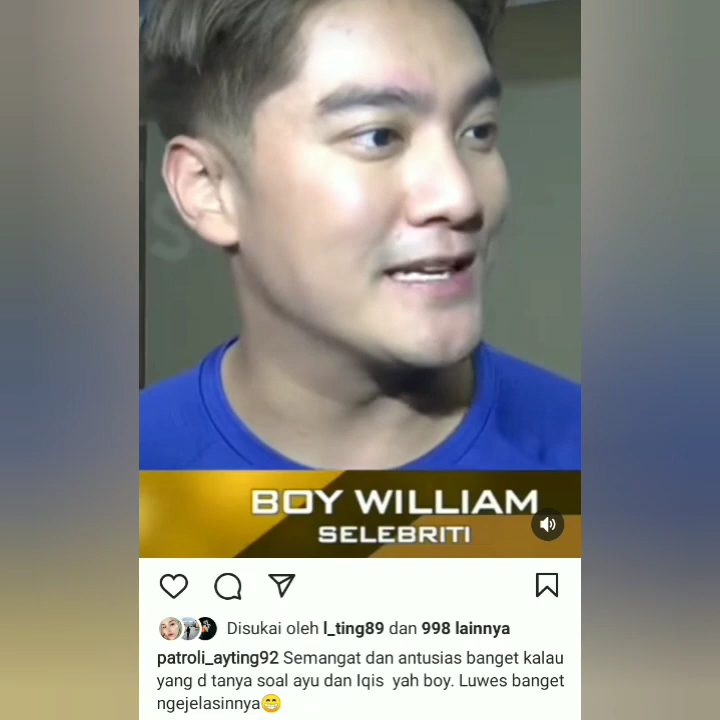 BOY WILLIAM
SELEBRITI
Disukai oleh l_ting89 dan 998 lainnya
patroli_ayting92 Semangat dan antusias banget kalau
yang d tanya soal ayu dan Iqis yah boy. Luwes banget
ngejelasinnya😁